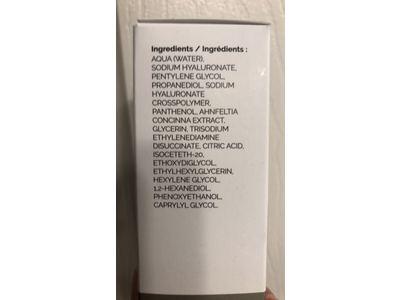 Ingredients / Ingrédients :
AQUA (WATER),
SODIUM HYALURONATE,
PENTYLENE GLYCOL,
PROPANEDIOL, SODIUM
HYALURONATE
CROSSPOLYMER,
PANTHENOL, AHNFELTIA
CONCINNA EXTRACT,
GLYCERIN, TRISODIUM
ETHYLENEDIAMINE
DISUCCINATE, CITRIC ACID,
ISOCETETH-20,
ETHOXYDIGLYCOL,
ETHYLHEXYLGLYCERIN,
HEXYLENE GLYCOL,
1,2-HEXANEDIOL,
PHENOXYETHANOL,
CAPRYLYL GLYCOL.